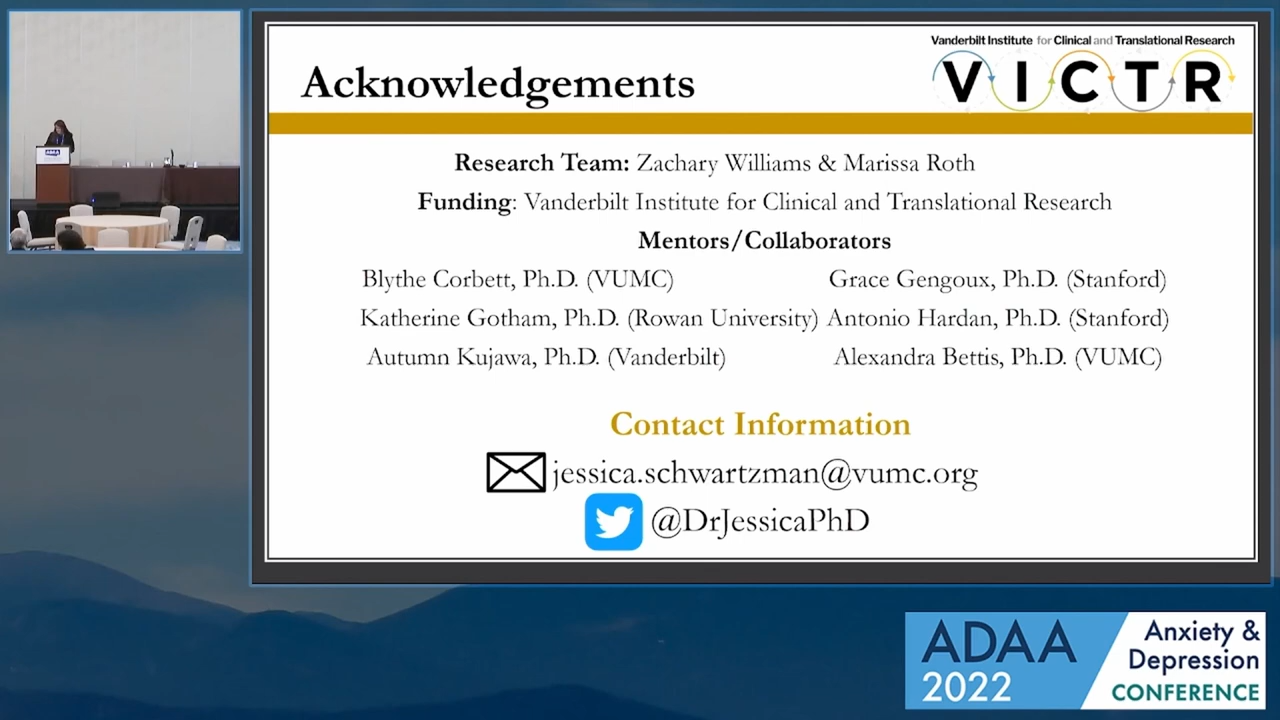 Vanderbilt Institute for Clinical and Translational Research
VICTR
Acknowledgements
Research Team: Zachary Williams & Marissa Roth
Funding: Vanderbilt Institute for Clinical and Translational Research
Mentors/Collaborators
Blythe Corbett, Ph.D. (VUMC)
Grace Gengoux, Ph.D. (Stanford)
Katherine Gotham, Ph.D. (Rowan University)
Antonio Hardan, Ph.D. (Stanford)
Autumn Kujawa, Ph.D. (Vanderbilt)
Alexandra Bettis, Ph.D. (VUMC)
Contact Information
jessica.schwartzman@vumc.org
@DrJessicaPhD
ADAA
2022
Anxiety &
Depression
CONFERENCE